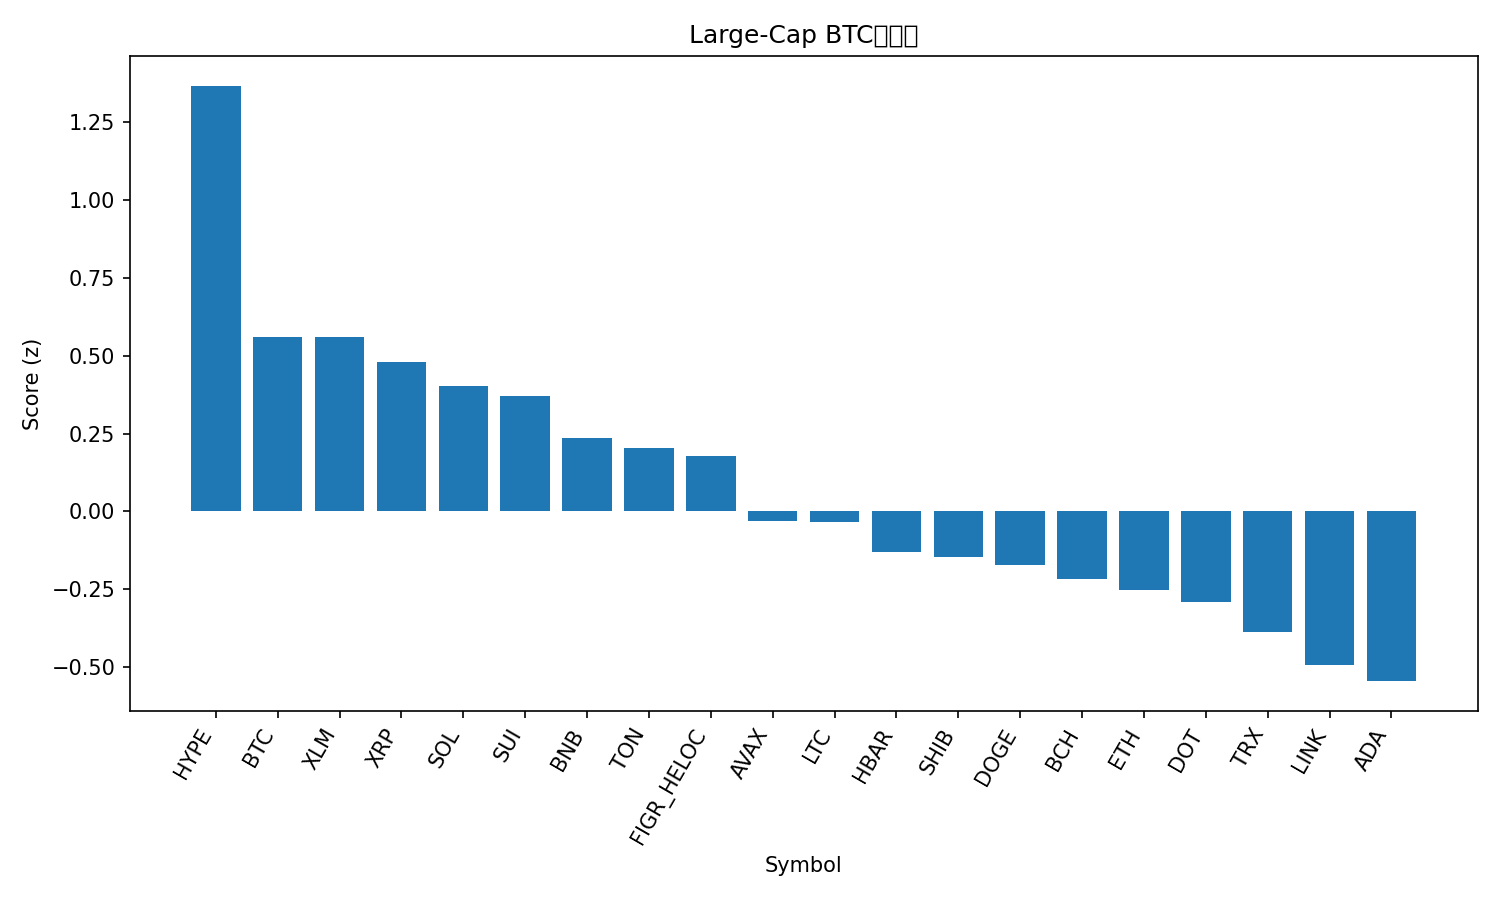 Large-Cap BTC
Score (z)
1.25
1.00
0.75
0.50
0.25
0.00
−0.25
−0.50
HYPE
BTC
XLM
XRP
SOL
SUI
BNB
TON
FIGR_HELOC
AVAX
LTC
HBAR
SHIB
DOGE
BCH
ETH
DOT
TRX
LINK
ADA
Symbol